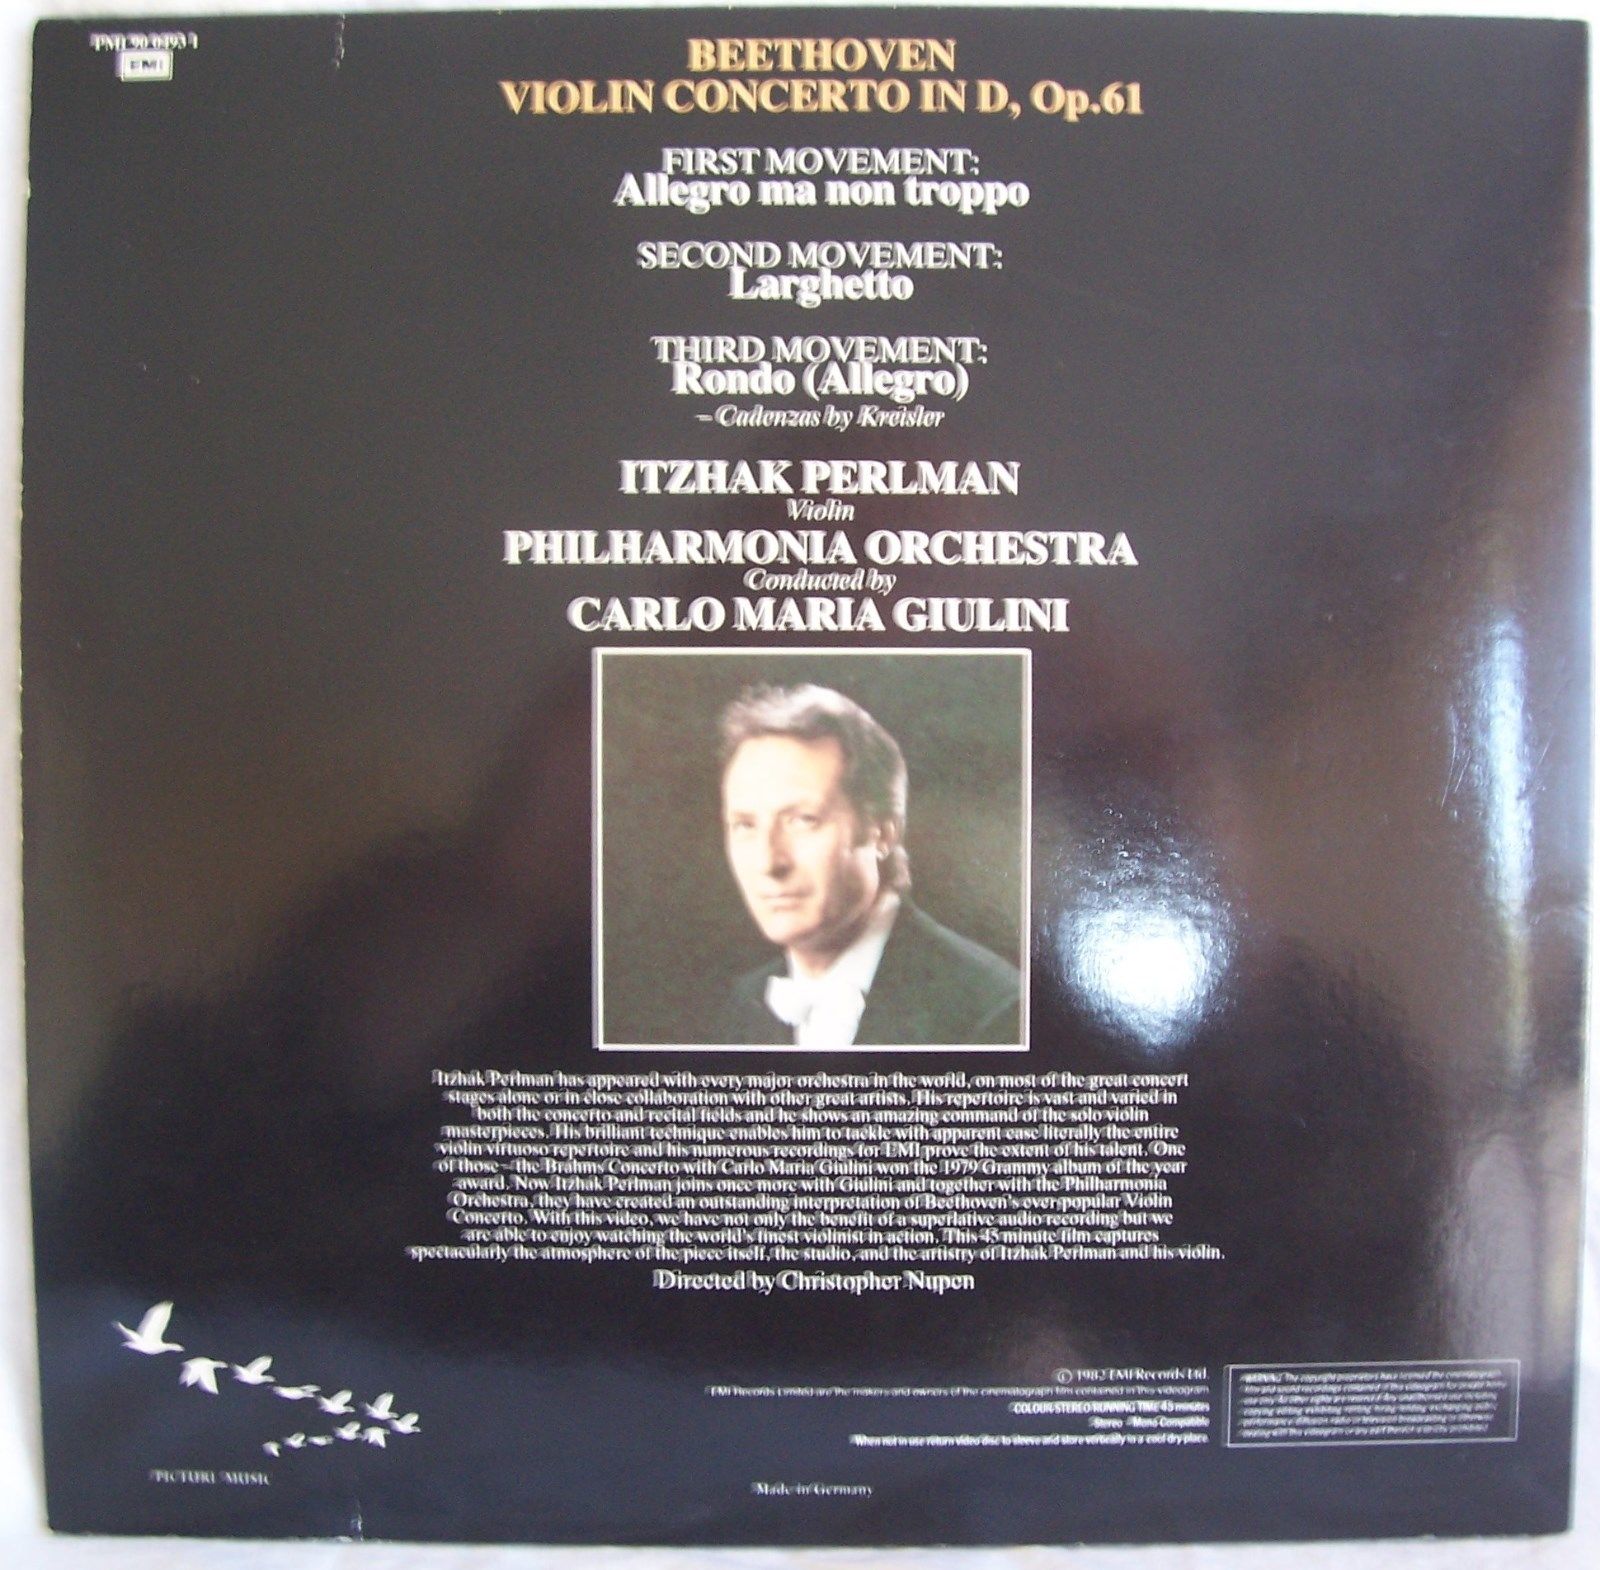 PMI 90 0493 1
EMI
BEETHOVEN
VIOLIN CONCERTO IN D, Op.61
FIRST MOVEMENT:
Allegro ma non troppo
SECOND MOVEMENT:
Larghetto
THIRD MOVEMENT:
Rondo (Allegro)
– Cadenzas by Kreisler
ITZHAK PERLMAN
Violin
PHILHARMONIA ORCHESTRA
Conducted by
CARLO MARIA GIULINI
Itzhak Perlman has appeared with every major orchestra in the world, on most of the great concert
stages alone or in close collaboration with other great artists. His repertoire is vast and varied in
both the concerto and recital fields and he shows an amazing command of the solo violin
masterpieces. His brilliant technique enables him to tackle with apparent ease literally the entire
violin virtuoso repertoire and his numerous recordings for EMI prove the extent of his talent. One
of those – the Brahms Concerto with Carlo Maria Giulini won the 1979 Grammy album of the year
award. Now Itzhak Perlman joins once more with Giulini and together with the Philharmonia
Orchestra, they have created an outstanding interpretation of Beethoven's ever-popular Violin
Concerto. With this video, we have not only the benefit of a superlative audio recording but we
are able to enjoy watching the world's finest violinist in action. This 45 minute film captures
spectacularly the atmosphere of the piece itself, the studio, and the artistry of Itzhak Perlman and his violin.
Directed by Christopher Nupen
© 1982 EMI Records Ltd.
EMI Records Limited are the makers and owners of the cinematograph film contained in this videogram
COLOUR STEREO RUNNING TIME 45 minutes
Stereo Mono Compatible
When not in use return video disc to sleeve and store vertically in a cool dry place.
WARNING The copyright proprietors have licensed the
PICTURE MUSIC
Made in Germany